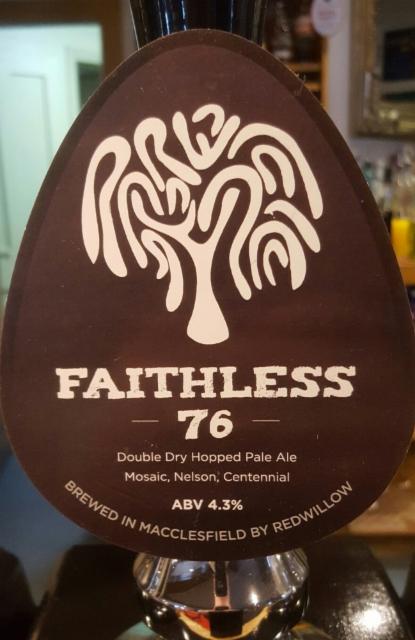 FAITHLESS
76
Double Dry Hopped Pale Ale
Mosaic, Nelson, Centennial
ABV 4.3%
BREWED IN MACCLESFIELD BY REDWILLOW